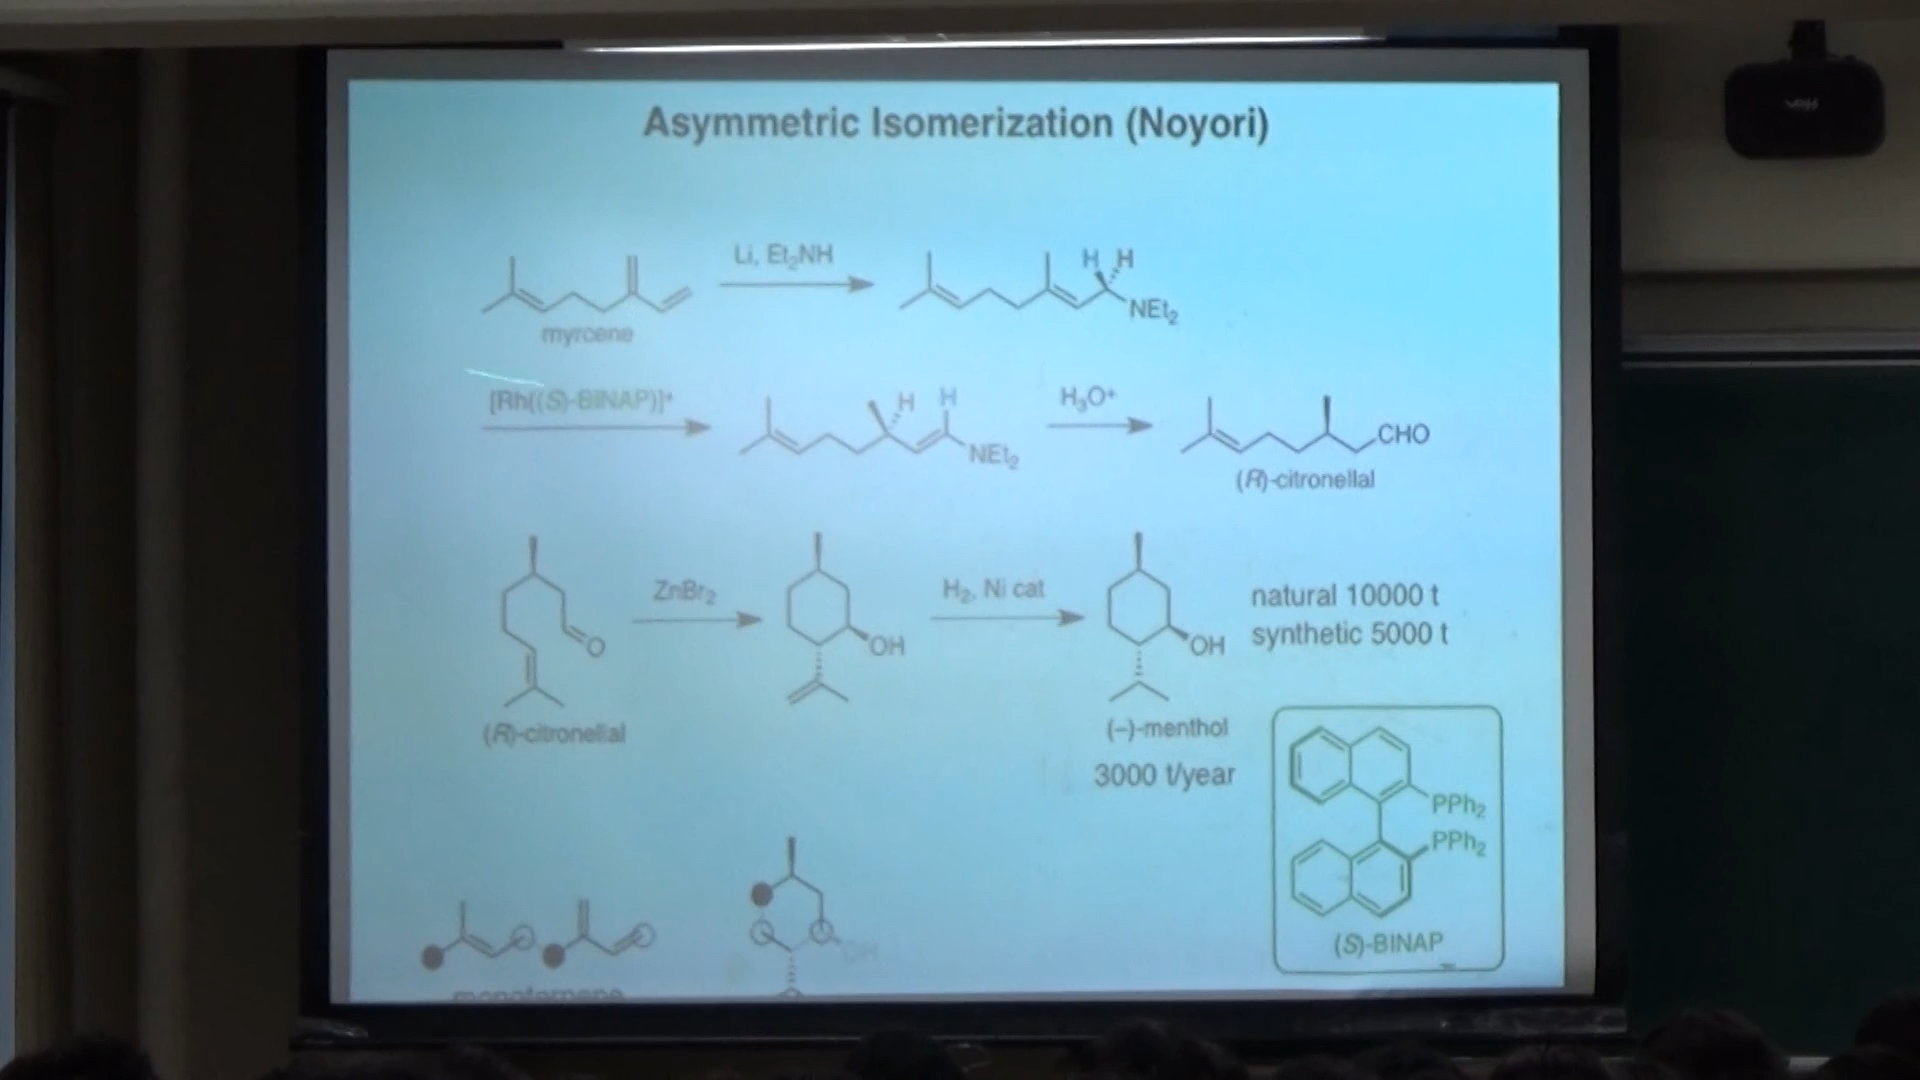 Asymmetric Isomerization (Noyori)
Li, Et₂NH
H H
NEt₂
myrcene
[Rh((S)-BINAP)]⁺
H H
NEt₂
H₃O⁺
CHO
(R)-citronellal
ZnBr₂
O
OH
H₂, Ni cat
OH
natural 10000 t
synthetic 5000 t
(R)-citronellal
(–)-menthol
3000 t/year
PPh₂
PPh₂
(S)-BINAP
OH